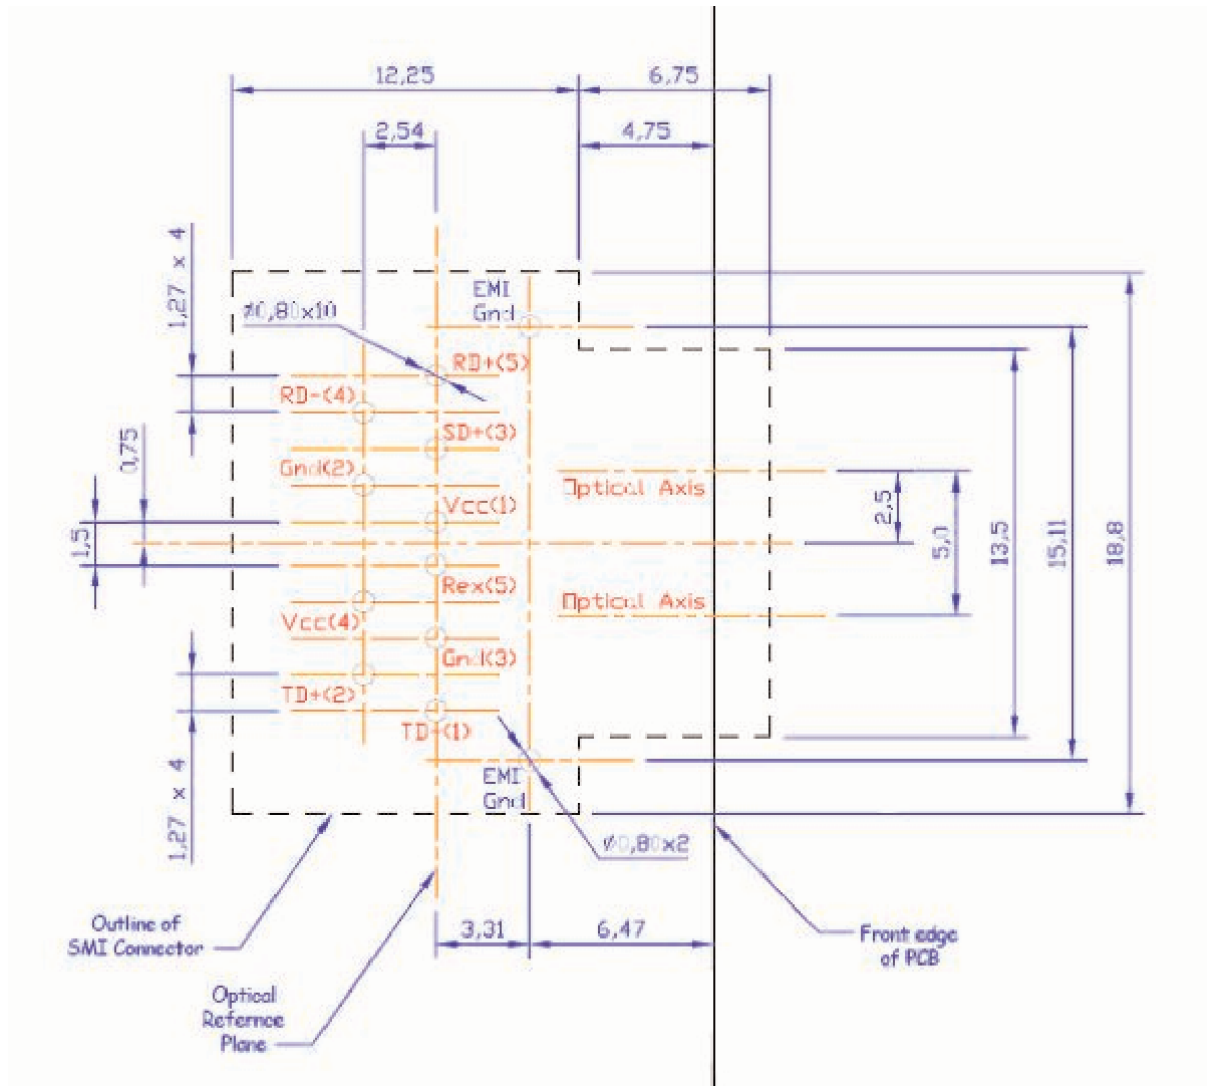 12,25
6,75
2,54
4,75
1,27 x 4
EMI
Gnd
Ø0,80x10
RD+(5)
RD-(4)
SD+(3)
Gnd(2)
0,75
Optical Axis
Vcc(1)
2,5
1,5
5,0
13,5
15,11
18,8
Rex(5)
Optical Axis
Vcc(4)
Gnd(3)
TD+(2)
TD-(1)
1,27 x 4
EMI
Gnd
Ø0,80x2
Outline of
SMI Connector
3,31
6,47
Front edge
of PCB
Optical
Refernce
Plane